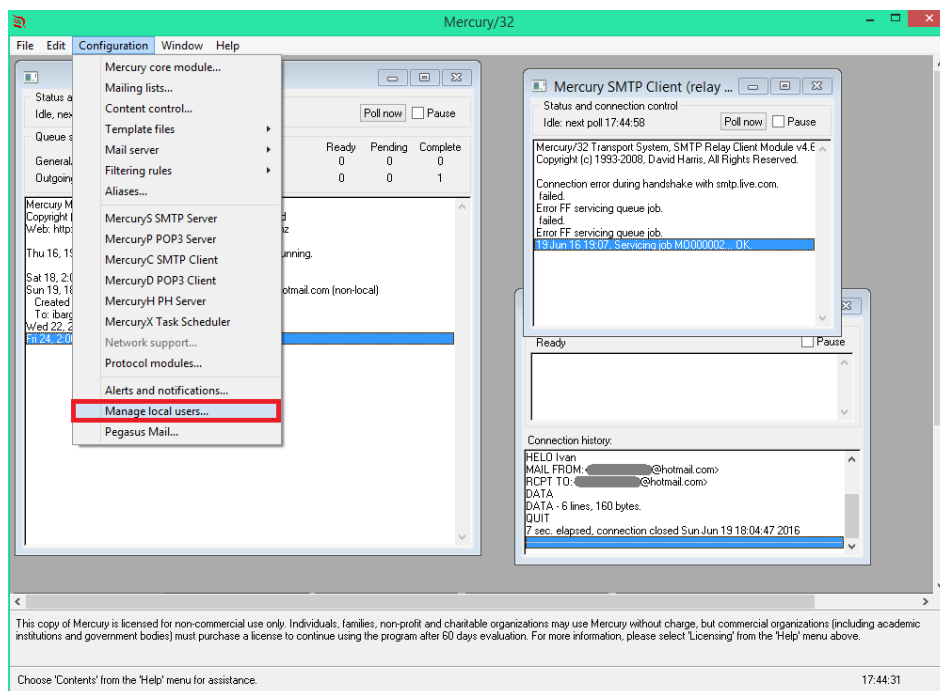 Mercury/32
File Edit Configuration Window Help
Mercury core module...
Mailing lists...
Content control...
Template files
Mail server
Filtering rules
Aliases...
MercuryS SMTP Server
MercuryP POP3 Server
MercuryC SMTP Client
MercuryD POP3 Client
MercuryH PH Server
MercuryX Task Scheduler
Network support...
Protocol modules...
Alerts and notifications...
Manage local users...
Pegasus Mail...
Status a
Idle, nex
Poll now Pause
Queue s
Ready Pending Complete
General 0 0 0
Outgoin 0 0 1
Mercury M
Copyright
Web: http:
Thu 16, 19 unning.
Sat 18, 2:0
Sun 19, 18 otmail.com (non-local)
Created
To: ibarg
Wed 22, 2
Fri 24, 2:0
Mercury SMTP Client (relay ...
Status and connection control
Idle: next poll 17:44:58 Poll now Pause
Mercury/32 Transport System, SMTP Relay Client Module v4.6
Copyright (c) 1993-2008, David Harris, All Rights Reserved.
Connection error during handshake with smtp.live.com.
failed.
Error FF servicing queue job.
failed.
Error FF servicing queue job.
19 Jun 16 19:07, Servicing job MO000002... OK.
Ready Pause
Connection history:
HELO Ivan
MAIL FROM:< @hotmail.com>
RCPT TO:< @hotmail.com>
DATA
DATA - 6 lines, 160 bytes.
QUIT
7 sec. elapsed, connection closed Sun Jun 19 18:04:47 2016
This copy of Mercury is licensed for non-commercial use only. Individuals, families, non-profit and charitable organizations may use Mercury without charge, but commercial organizations (including academic
institutions and government bodies) must purchase a license to continue using the program after 60 days evaluation. For more information, please select 'Licensing' from the 'Help' menu above.
Choose 'Contents' from the 'Help' menu for assistance. 17:44:31